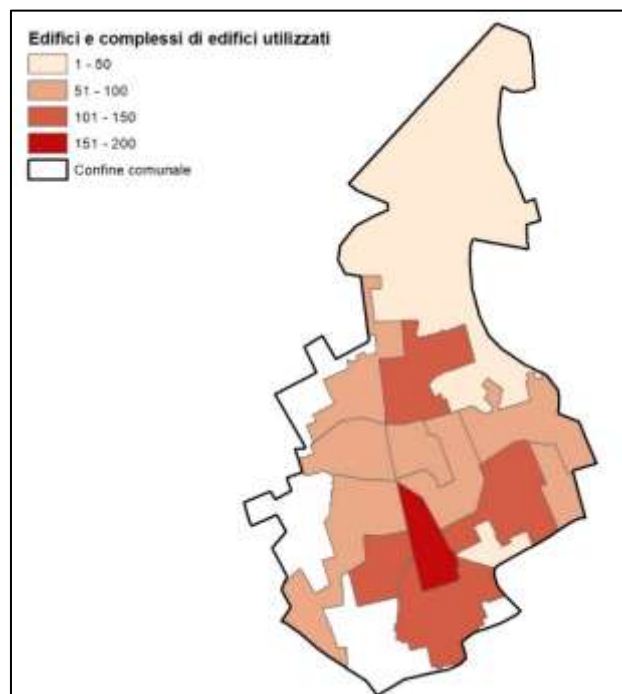 Edifici e complessi di edifici utilizzati
1 - 50
51 - 100
101 - 150
151 - 200
Confine comunale